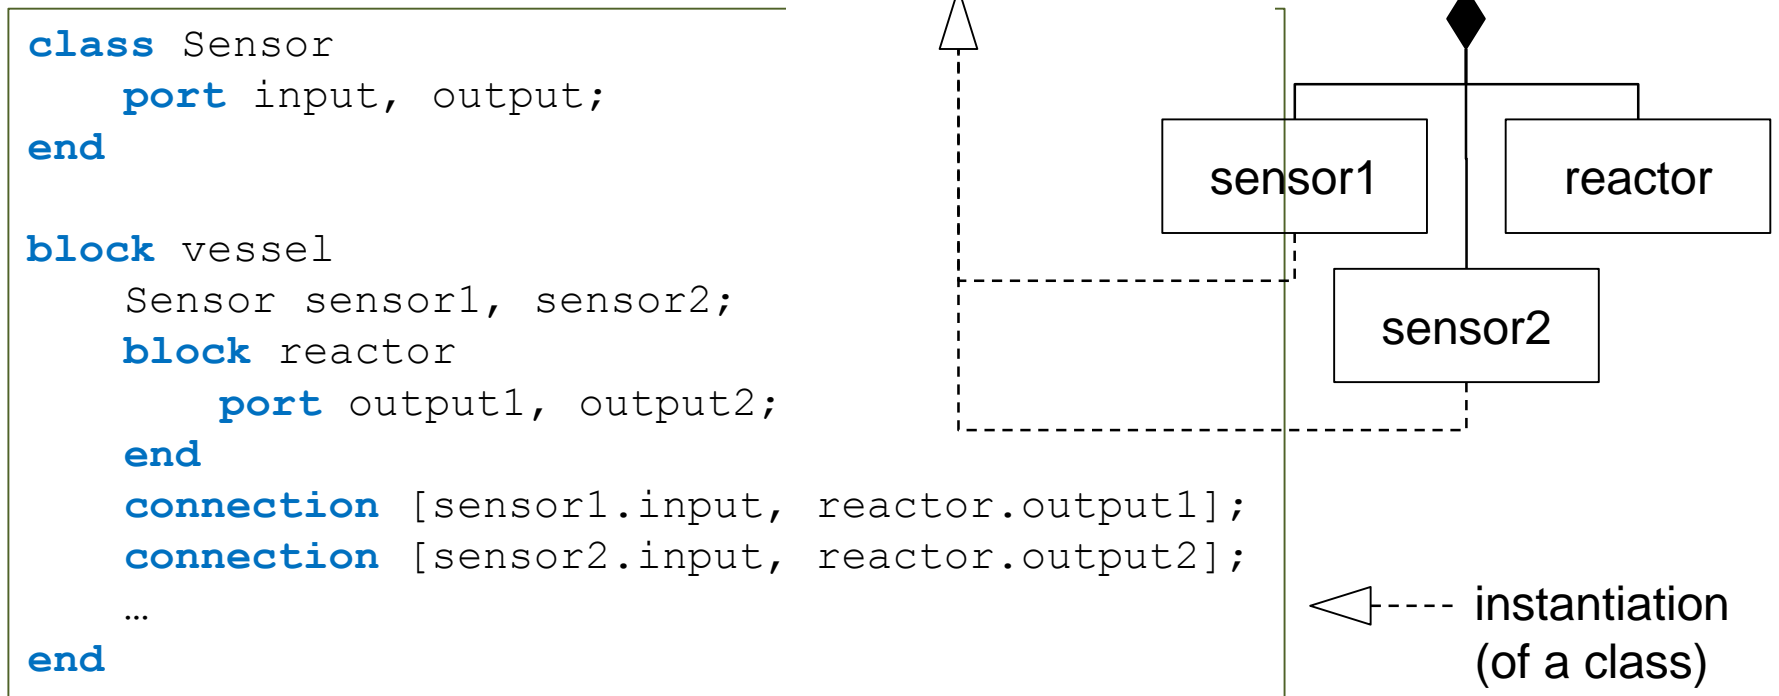 class Sensor
port input, output;
end
block vessel
Sensor sensor1, sensor2;
block reactor
port output1, output2;
end
connection [sensor1.input, reactor.output1];
connection [sensor2.input, reactor.output2];
…
end
sensor1
reactor
sensor2
instantiation
(of a class)